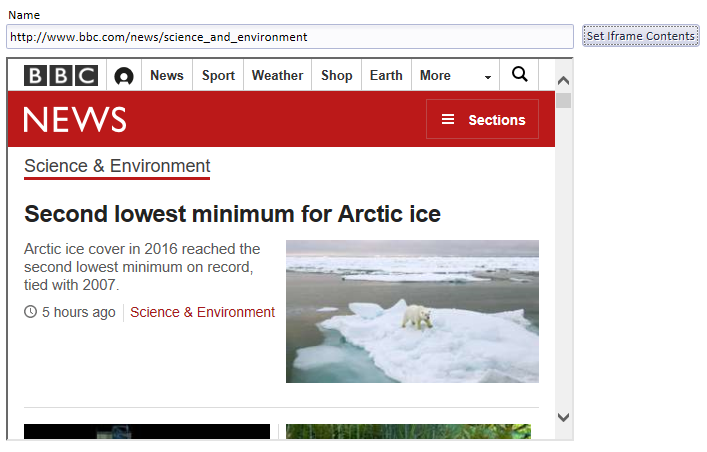 Name
http://www.bbc.com/news/science_and_environment
Set Iframe Contents
BBC News Sport Weather Shop Earth More
NEWS
Sections
Science & Environment
Second lowest minimum for Arctic ice
Arctic ice cover in 2016 reached the
second lowest minimum on record,
tied with 2007.
5 hours ago Science & Environment